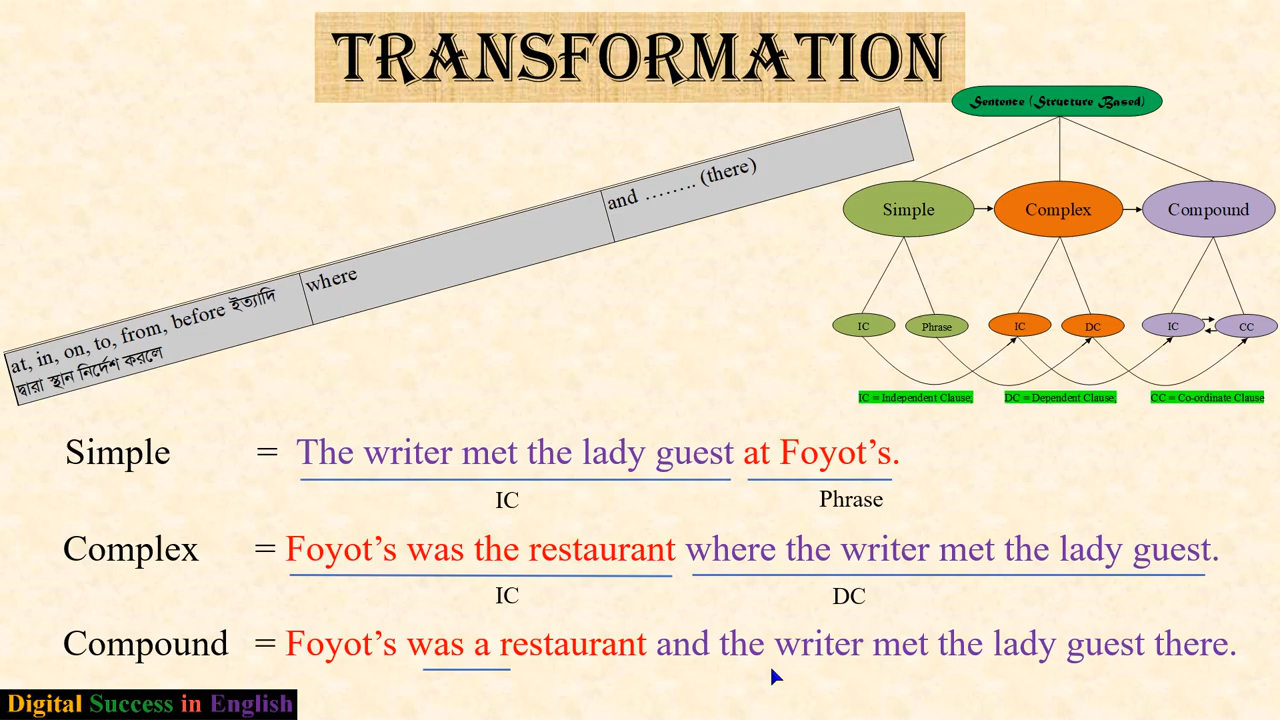 TRANSFORMATION
Sentence (Structure Based)
Simple
Complex
Compound
IC
Phrase
IC
DC
IC
CC
IC = Independent Clause,
DC = Dependent Clause,
CC = Co-ordinate Clause
at, in, on, to, from, before ইত্যাদি
দ্বারা স্থান নির্দেশ করলে
where
and …….. (there)
Simple = The writer met the lady guest at Foyot’s.
IC Phrase
Complex = Foyot’s was the restaurant where the writer met the lady guest.
IC DC
Compound = Foyot’s was a restaurant and the writer met the lady guest there.
Digital Success in English